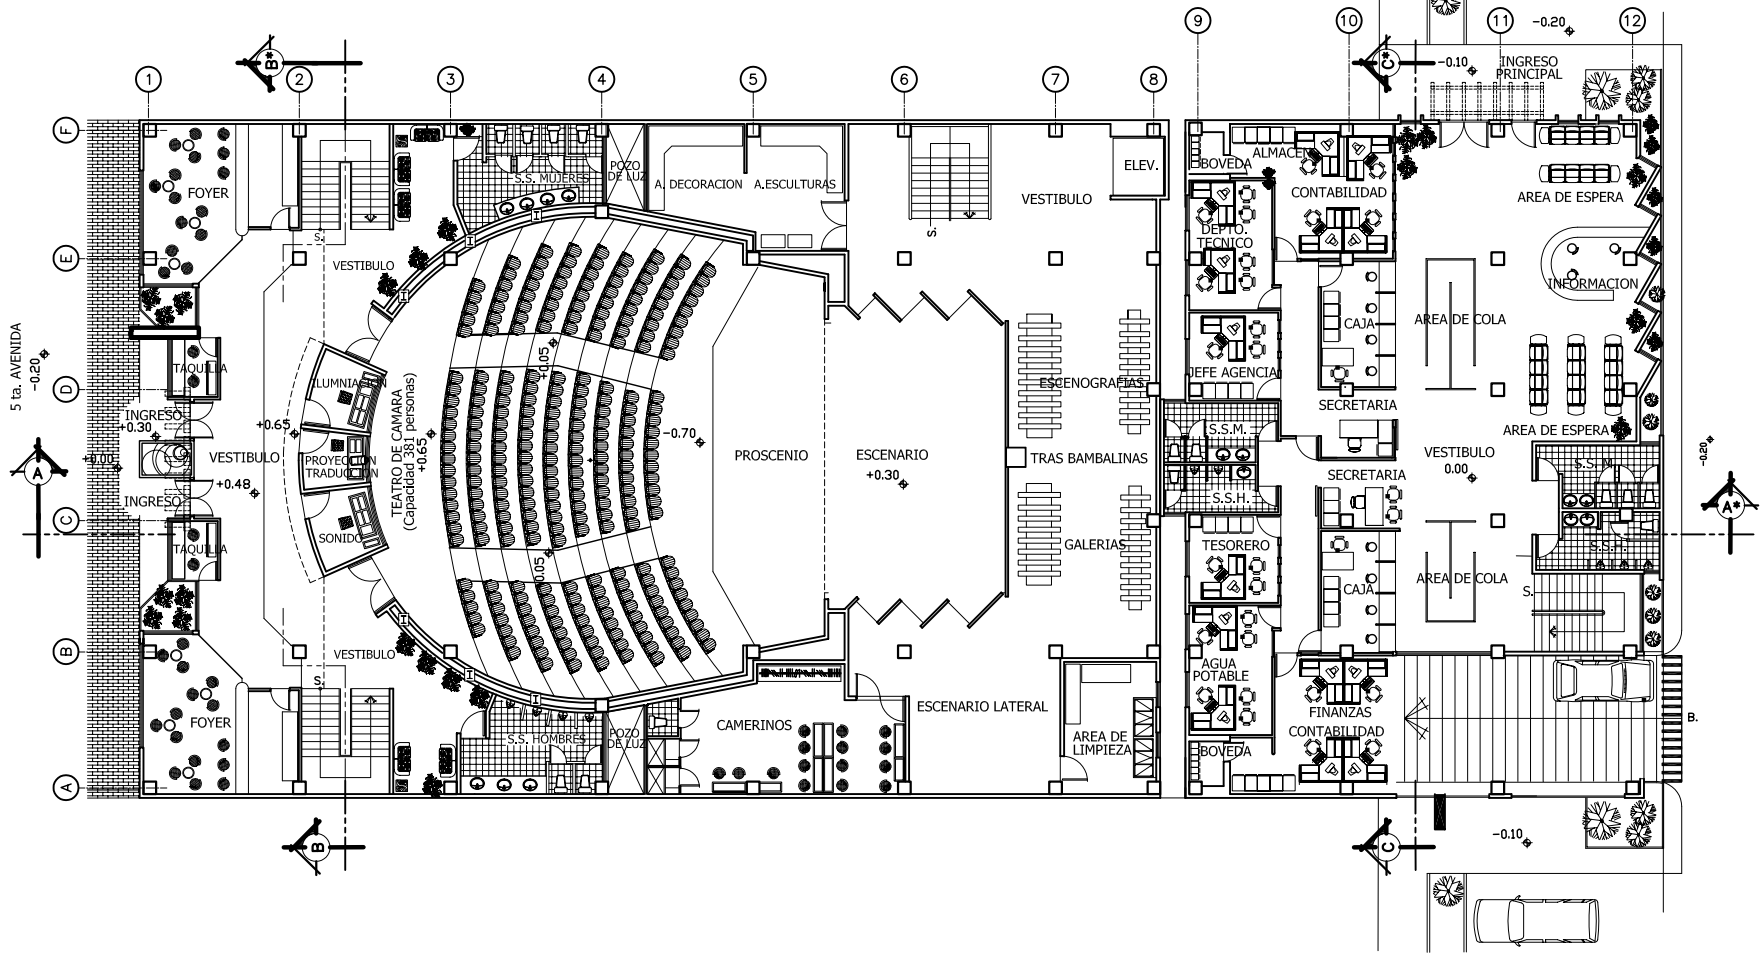 9
10
11
12
-0.20
B*
C*
-0.10
INGRESO
PRINCIPAL
1
2
3
4
5
6
7
8
F
FOYER
S.S. MUJERES
POZO
DE LUZ
A. DECORACION
A.ESCULTURAS
VESTIBULO
ELEV.
BOVEDA
ALMACEN
CONTABILIDAD
AREA DE ESPERA
S.
S.
DEPTO.
TECNICO
E
VESTIBULO
INFORMACION
5 ta. AVENIDA
-0.20
TAQUILLA
ILUMNIACION
+0.05
ESCENOGRAFIAS
JEFE AGENCIA
CAJA
AREA DE COLA
D
INGRESO
+0.30
+0.65
TEATRO DE CAMARA
(Capacidad 381 personas)
+0.65
-0.70
SECRETARIA
S.S.M.
AREA DE ESPERA
A
+0.00
VESTIBULO
+0.48
PROYECCION
TRADUCCION
PROSCENIO
ESCENARIO
+0.30
TRAS BAMBALINAS
SECRETARIA
VESTIBULO
0.00
S.S. M.
-0.20
A*
INGRESO
C
TAQUILLA
SONIDO
+0.05
GALERIAS
S.S.H.
TESORERO
CAJA
AREA DE COLA
S.S.H.
S.
B
VESTIBULO
S.
AGUA
POTABLE
FOYER
S.S. HOMBRES
POZO
DE LUZ
CAMERINOS
ESCENARIO LATERAL
AREA DE
LIMPIEZA
BOVEDA
FINANZAS
CONTABILIDAD
B.
A
B
C
-0.10